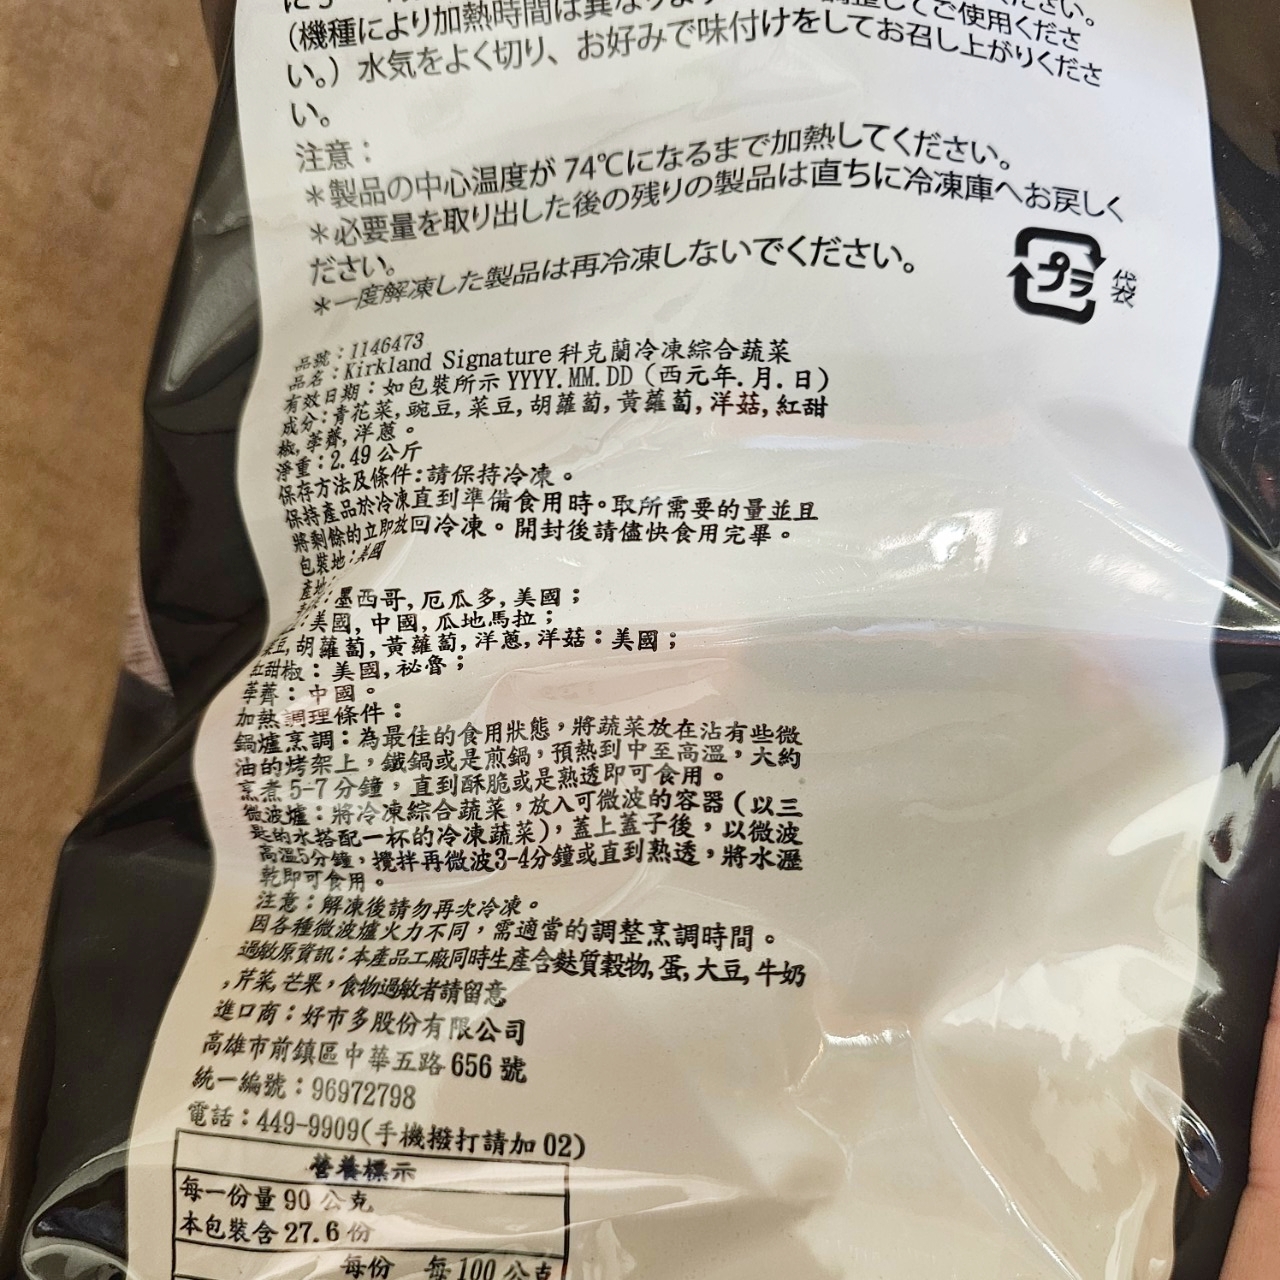 (機種により加熱時間は異なります
調整してご使用くださ
い。）水気をよく切り、お好みで味付けをしてお召し上がりくださ
い。
注意：
＊製品の中心温度が 74℃になるまで加熱してください。
＊必要量を取り出した後の残りの製品は直ちに冷凍庫へお戻しく
ださい。
＊一度解凍した製品は再冷凍しないでください。
プラ
袋
品號：1146473
品名：Kirkland Signature 科克蘭冷凍綜合蔬菜
有效日期：如包裝所示 YYYY.MM.DD（西元年.月.日）
成分：青花菜,豌豆,菜豆,胡蘿蔔,黃蘿蔔,洋菇,紅甜
椒,荸薺,洋蔥。
淨重：2.49 公斤
保存方法及條件：請保持冷凍。
保持產品於冷凍直到準備食用時。取所需要的量並且
將剩餘的立即放回冷凍。開封後請儘快食用完畢。
包裝地：美國
產地：
：墨西哥,厄瓜多,美國；
：美國,中國,瓜地馬拉；
菜豆,胡蘿蔔,黃蘿蔔,洋蔥,洋菇：美國；
紅甜椒：美國,祕魯；
荸薺：中國。
加熱調理條件：
鍋爐烹調：為最佳的食用狀態，將蔬菜放在沾有些微
油的烤架上，鐵鍋或是煎鍋，預熱到中至高溫，大約
烹煮 5-7 分鐘，直到酥脆或是熟透即可食用。
微波爐：將冷凍綜合蔬菜，放入可微波的容器（以三
匙的水搭配一杯的冷凍蔬菜），蓋上蓋子後，以微波
高溫5分鐘，攪拌再微波3-4分鐘或直到熟透，將水瀝
乾即可食用。
注意：解凍後請勿再次冷凍。
因各種微波爐火力不同，需適當的調整烹調時間。
過敏原資訊：本產品工廠同時生產含麩質穀物,蛋,大豆,牛奶
,芹菜,芒果，食物過敏者請留意
進口商：好市多股份有限公司
高雄市前鎮區中華五路 656 號
統一編號：96972798
電話：449-9909(手機撥打請加 02)
營養標示
每一份量 90 公克
本包裝含 27.6 份
每份 每 100 公克